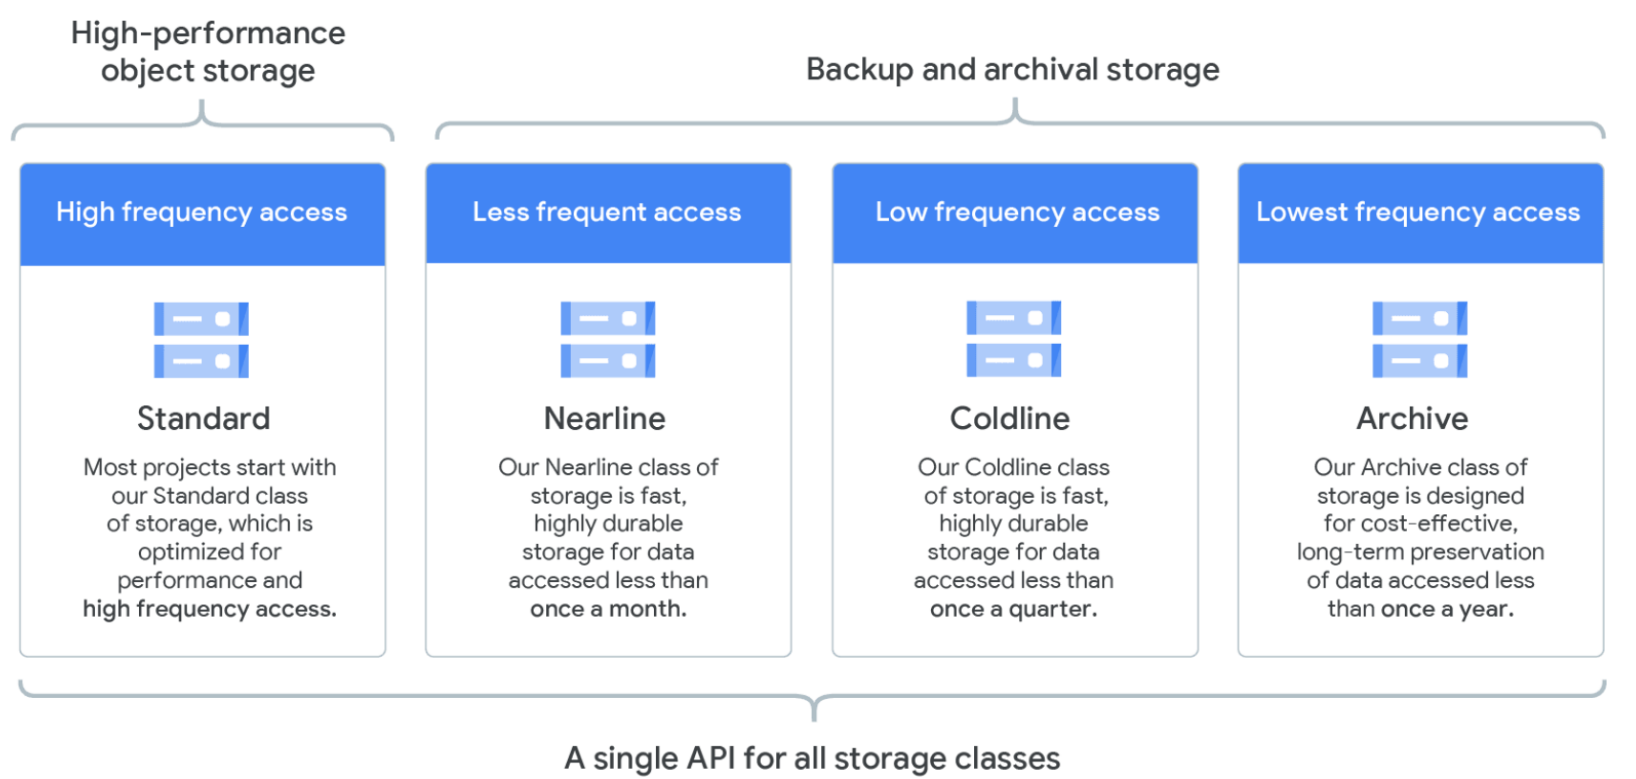 High-performance
object storage
Backup and archival storage
High frequency access
Standard
Most projects start with
our Standard class
of storage, which is
optimized for
performance and
high frequency access.
Less frequent access
Nearline
Our Nearline class of
storage is fast,
highly durable
storage for data
accessed less than
once a month.
Low frequency access
Coldline
Our Coldline class
of storage is fast,
highly durable
storage for data
accessed less than
once a quarter.
Lowest frequency access
Archive
Our Archive class of
storage is designed
for cost-effective,
long-term preservation
of data accessed less
than once a year.
A single API for all storage classes